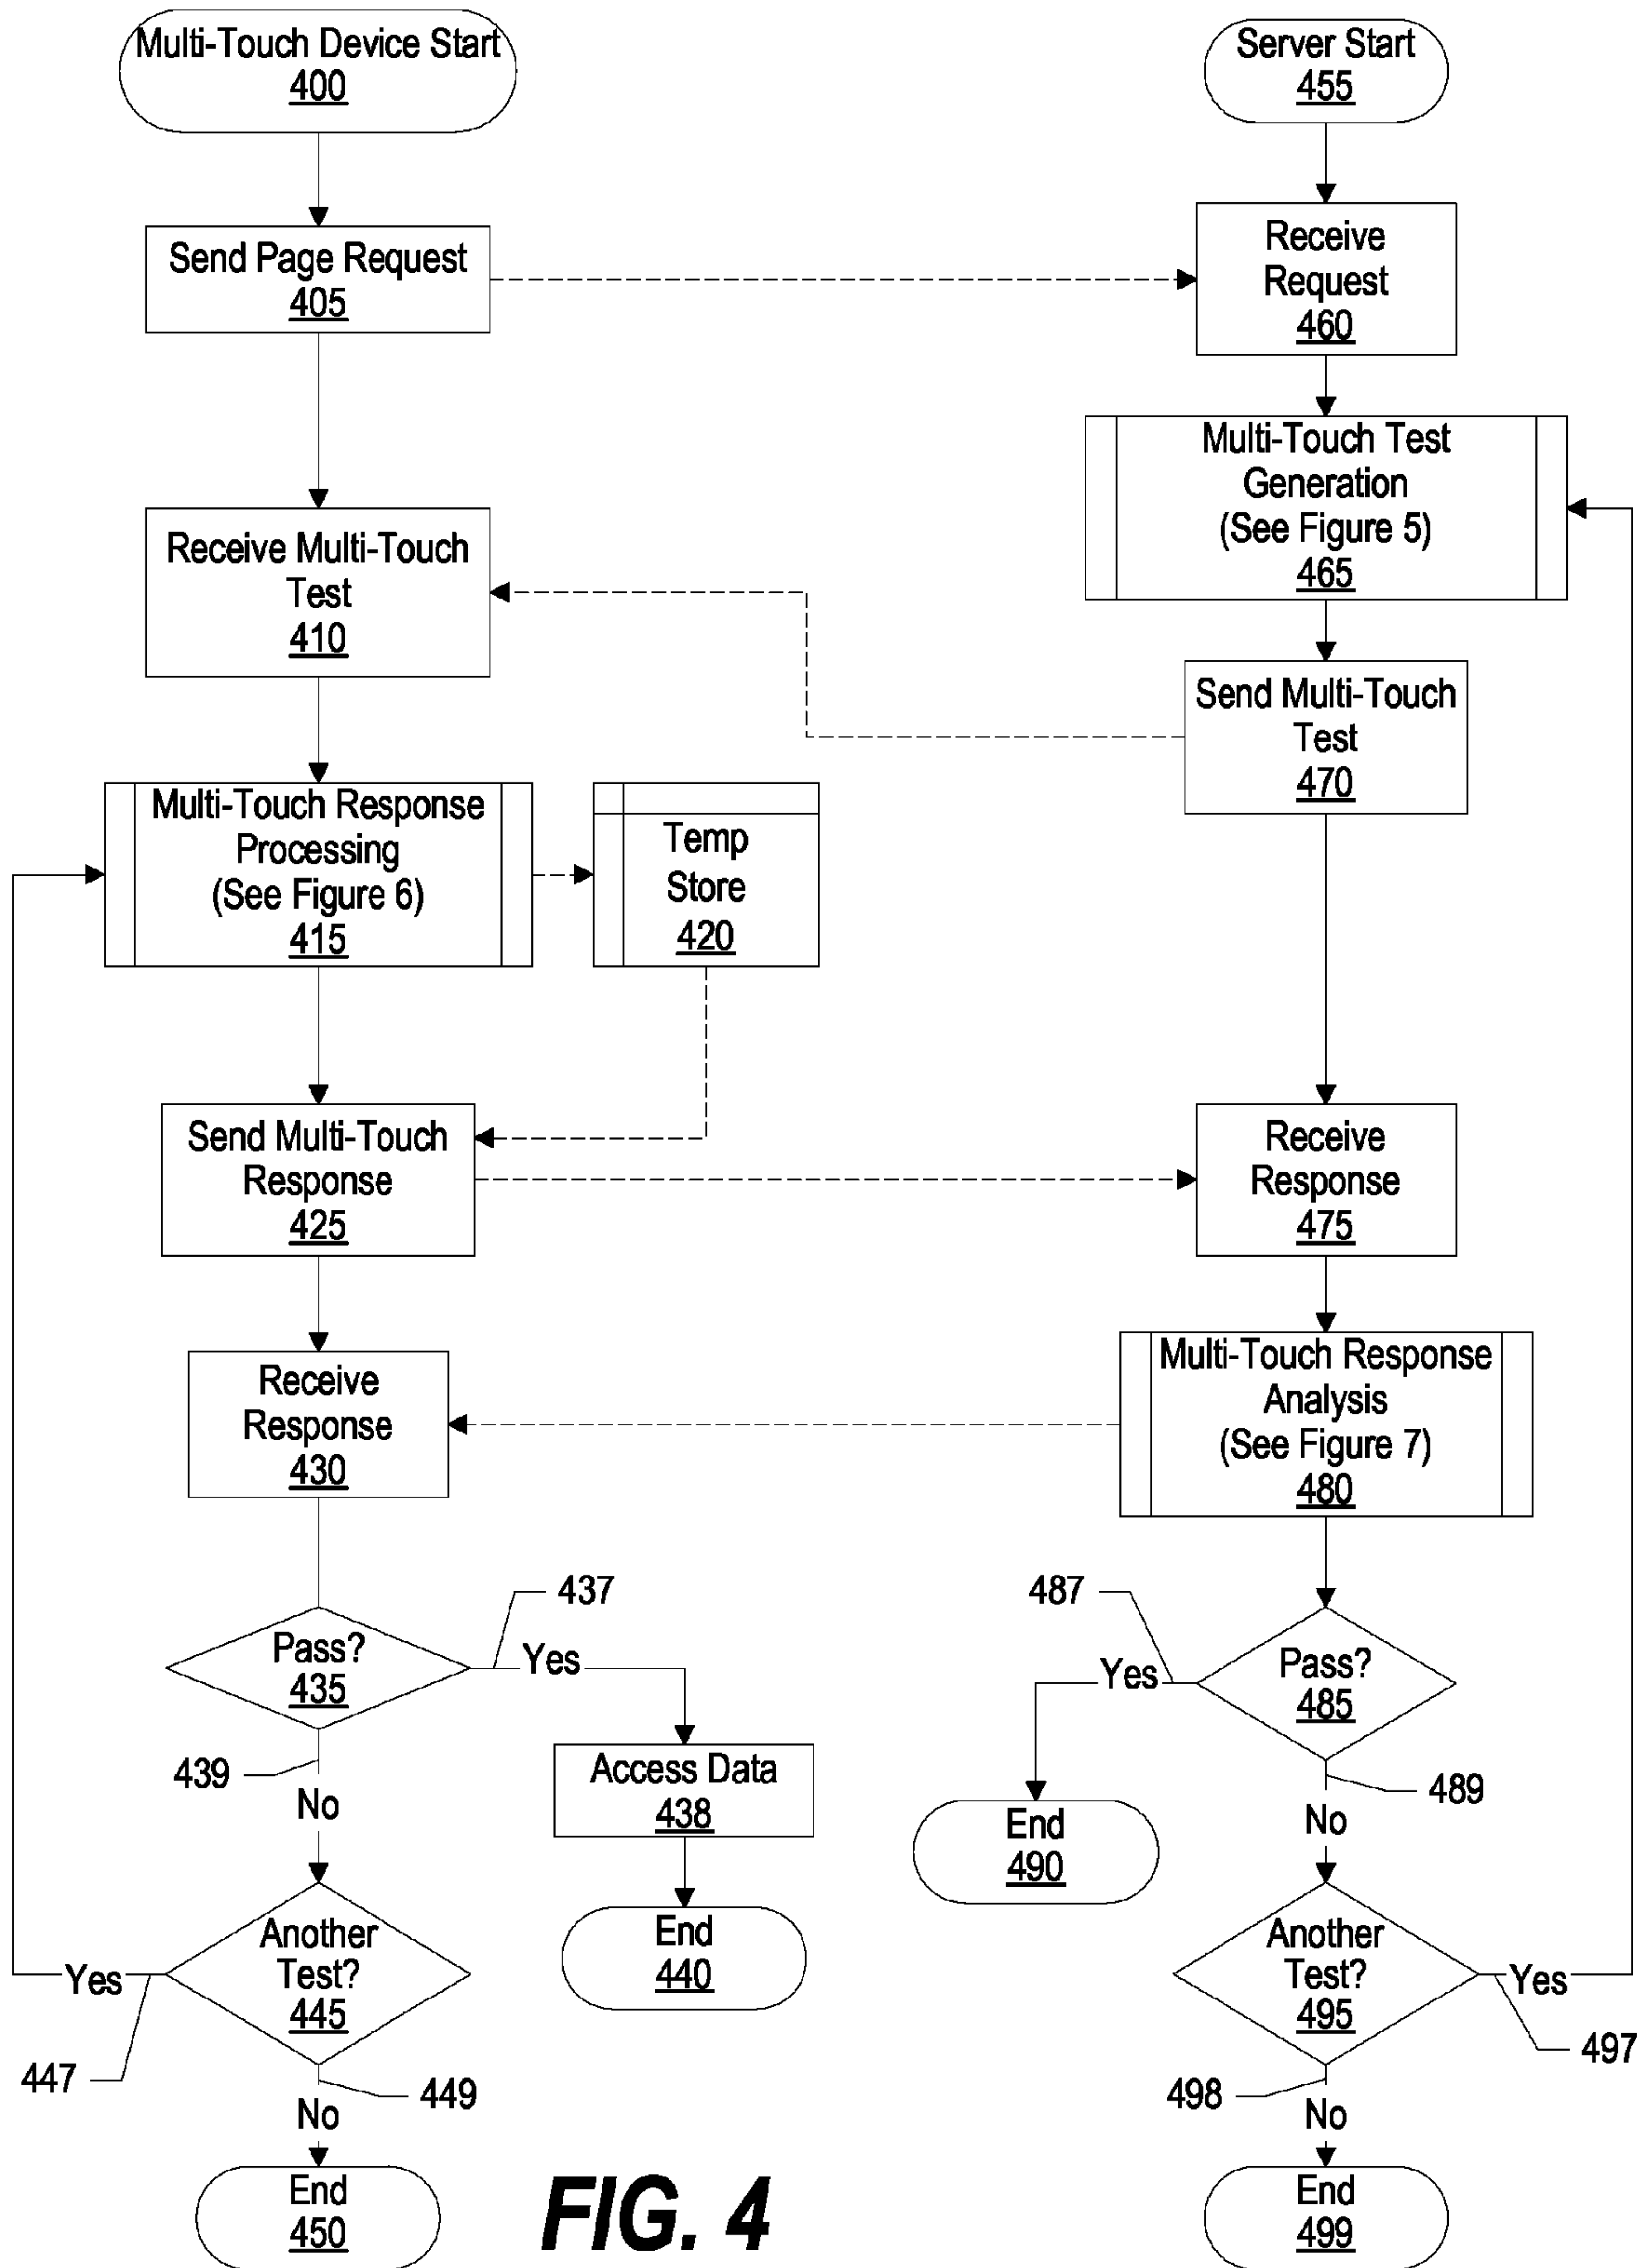 Multi-Touch Device Start
400
Send Page Request
405
Receive Multi-Touch
Test
410
Multi-Touch Response
Processing
(See Figure 6)
415
Temp
Store
420
Send Multi-Touch
Response
425
Receive
Response
430
Pass?
435
437
Yes
Access Data
438
End
440
439
No
Another
Test?
445
Yes
447
449
No
End
450
Server Start
455
Receive
Request
460
Multi-Touch Test
Generation
(See Figure 5)
465
Send Multi-Touch
Test
470
Receive
Response
475
Multi-Touch Response
Analysis
(See Figure 7)
480
Pass?
485
487
Yes
End
490
489
No
Another
Test?
495
Yes
497
498
No
End
499
FIG. 4